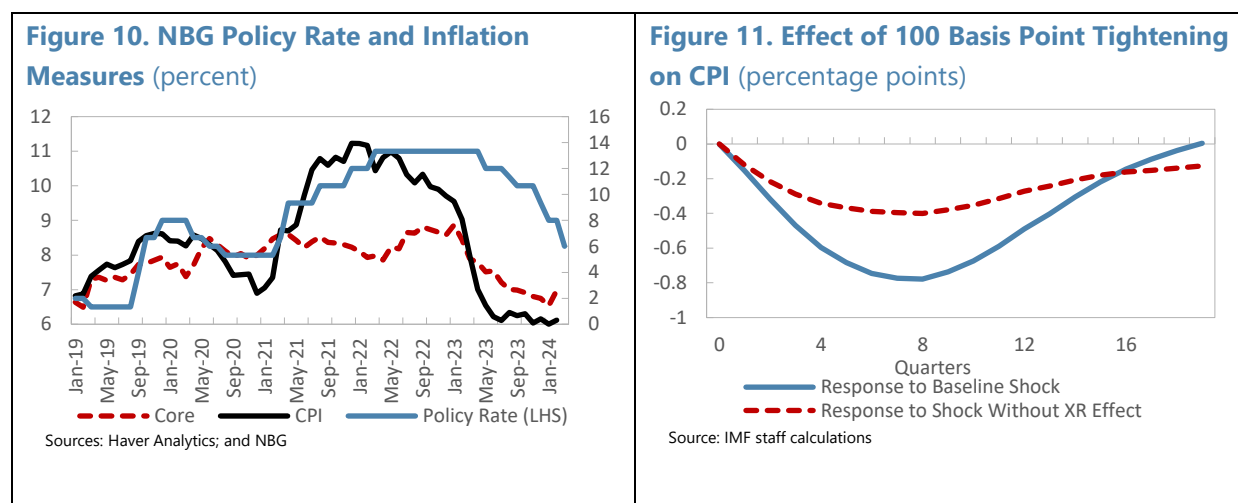 Figure 10. NBG Policy Rate and Inflation
Measures (percent)
12
11
10
9
8
7
6
16
14
12
10
8
6
4
2
0
Jan-19
May-19
Sep-19
Jan-20
May-20
Sep-20
Jan-21
May-21
Sep-21
Jan-22
May-22
Sep-22
Jan-23
May-23
Sep-23
Jan-24
Core
CPI
Policy Rate (LHS)
Sources: Haver Analytics; and NBG
Figure 11. Effect of 100 Basis Point Tightening
on CPI (percentage points)
0.2
0
-0.2
-0.4
-0.6
-0.8
-1
0
4
8
12
16
Quarters
Response to Baseline Shock
Response to Shock Without XR Effect
Source: IMF staff calculations